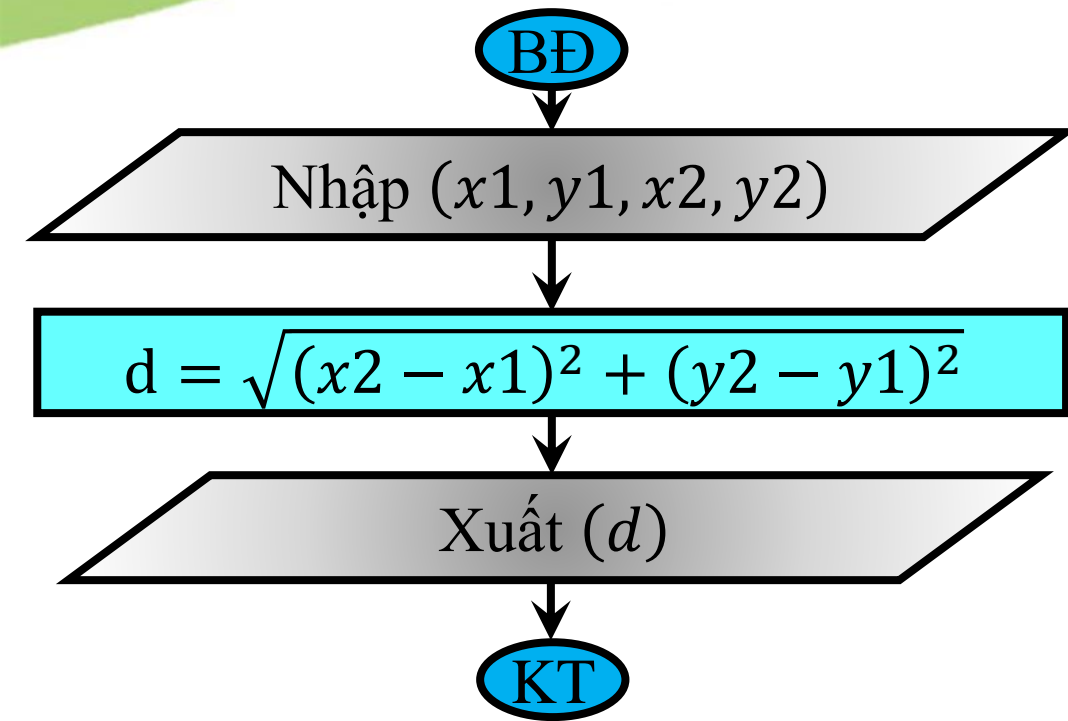 BĐ
Nhập (x1, y1, x2, y2)
d = √(x2 − x1)² + (y2 − y1)²
Xuất (d)
KT